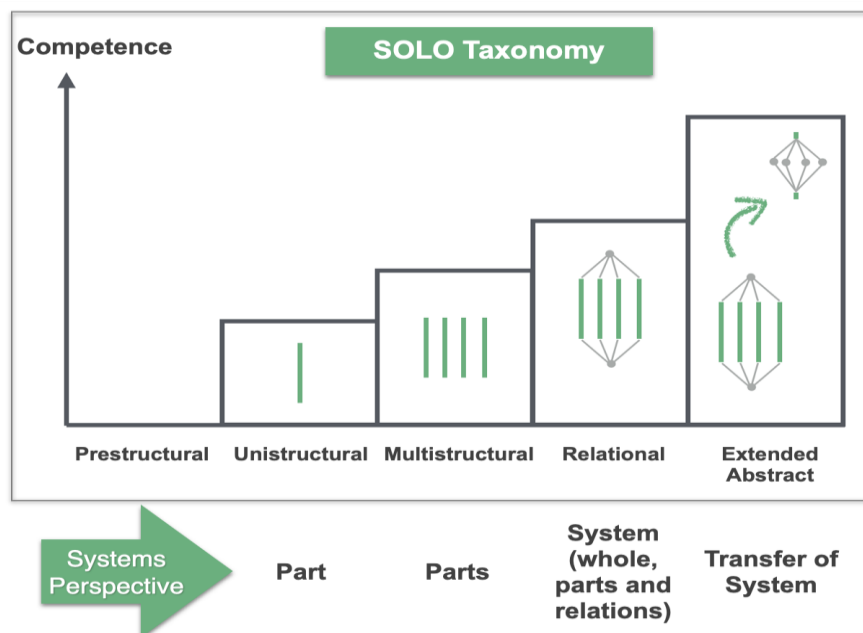 SOLO Taxonomy
Competence
Prestructural
Unistructural
Multistructural
Relational
Extended
Abstract
Systems
Perspective
Part
Parts
System
(whole,
parts and
relations)
Transfer of
System